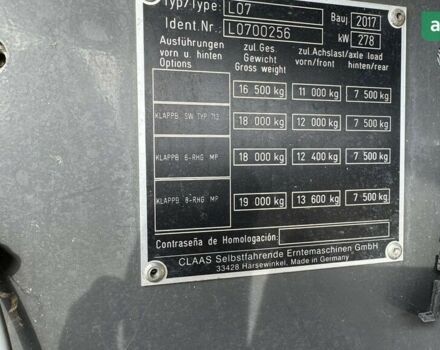 Typ/Type: L07 Bauj. 2017
Ident.Nr. L0700256 kW 278
Ausführungen zul.Ges. zul.Achslast/axle load
vorn u. hinten Gewicht vorn/front hinten/rear
Options Gross weight
16 500 kg 11 000 kg 7 500 kg
KLAPPB. SW TYP 713 18 000 kg 12 000 kg 7 500 kg
KLAPPB. 6-RHG MP 18 000 kg 12 400 kg 7 500 kg
KLAPPB. 8-RHG MP 19 000 kg 13 600 kg 7 500 kg
Contraseña de Homologación:
CLAAS Selbstfahrende Erntemaschinen GmbH
33428 Harsewinkel, Made in Germany